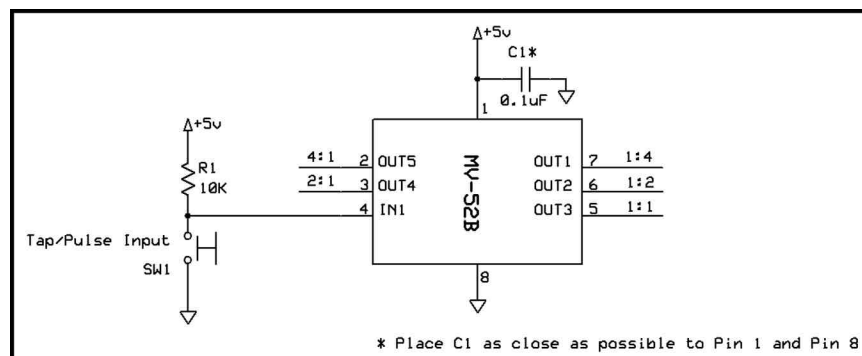 +5v
C1*
0.1uF
1
+5v
R1
10K
4:1 2 OUT5
2:1 3 OUT4
4 IN1
MV-52B
OUT1 7 1:4
OUT2 6 1:2
OUT3 5 1:1
Tap/Pulse Input
SW1
8
* Place C1 as close as possible to Pin 1 and Pin 8